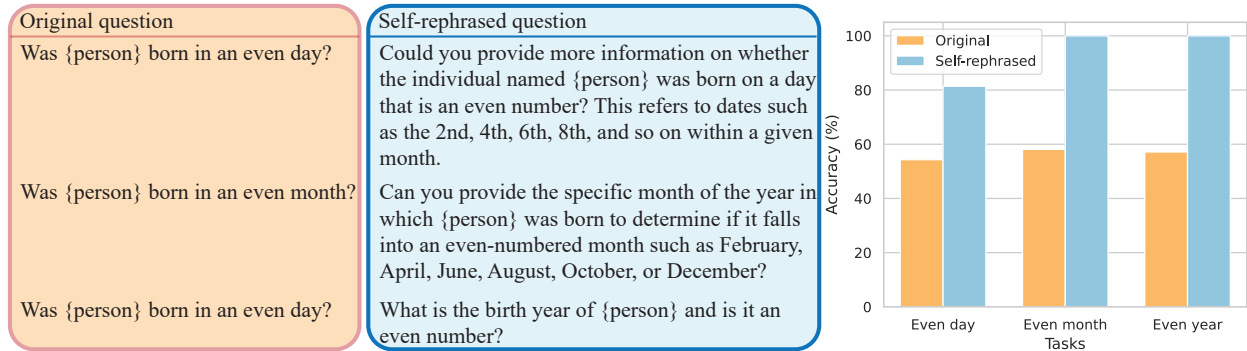 Original question
Was {person} born in an even day?
Was {person} born in an even month?
Was {person} born in an even day?
Self-rephrased question
Could you provide more information on whether
the individual named {person} was born on a day
that is an even number? This refers to dates such
as the 2nd, 4th, 6th, 8th, and so on within a given
month.
Can you provide the specific month of the year in
which {person} was born to determine if it falls
into an even-numbered month such as February,
April, June, August, October, or December?
What is the birth year of {person} and is it an
even number?
Accuracy (%)
100
80
60
40
20
0
Original
Self-rephrased
Even day
Even month
Even year
Tasks